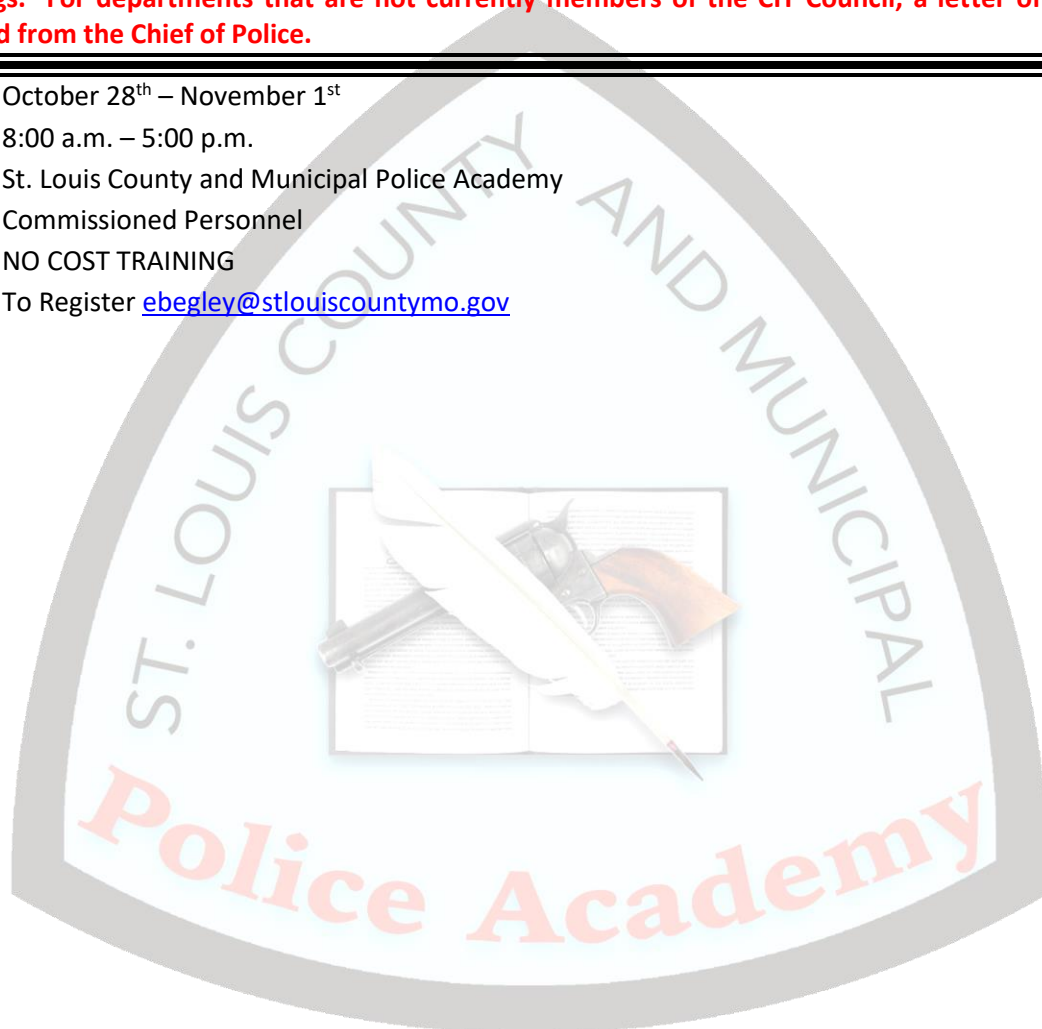 gs. For departments that are not currently members of the CIT Council, a letter of
d from the Chief of Police.
October 28th – November 1st
8:00 a.m. – 5:00 p.m.
St. Louis County and Municipal Police Academy
Commissioned Personnel
NO COST TRAINING
To Register ebegley@stlouiscountymo.gov
ST. LOUIS COUNTY AND MUNICIPAL
Police Academy